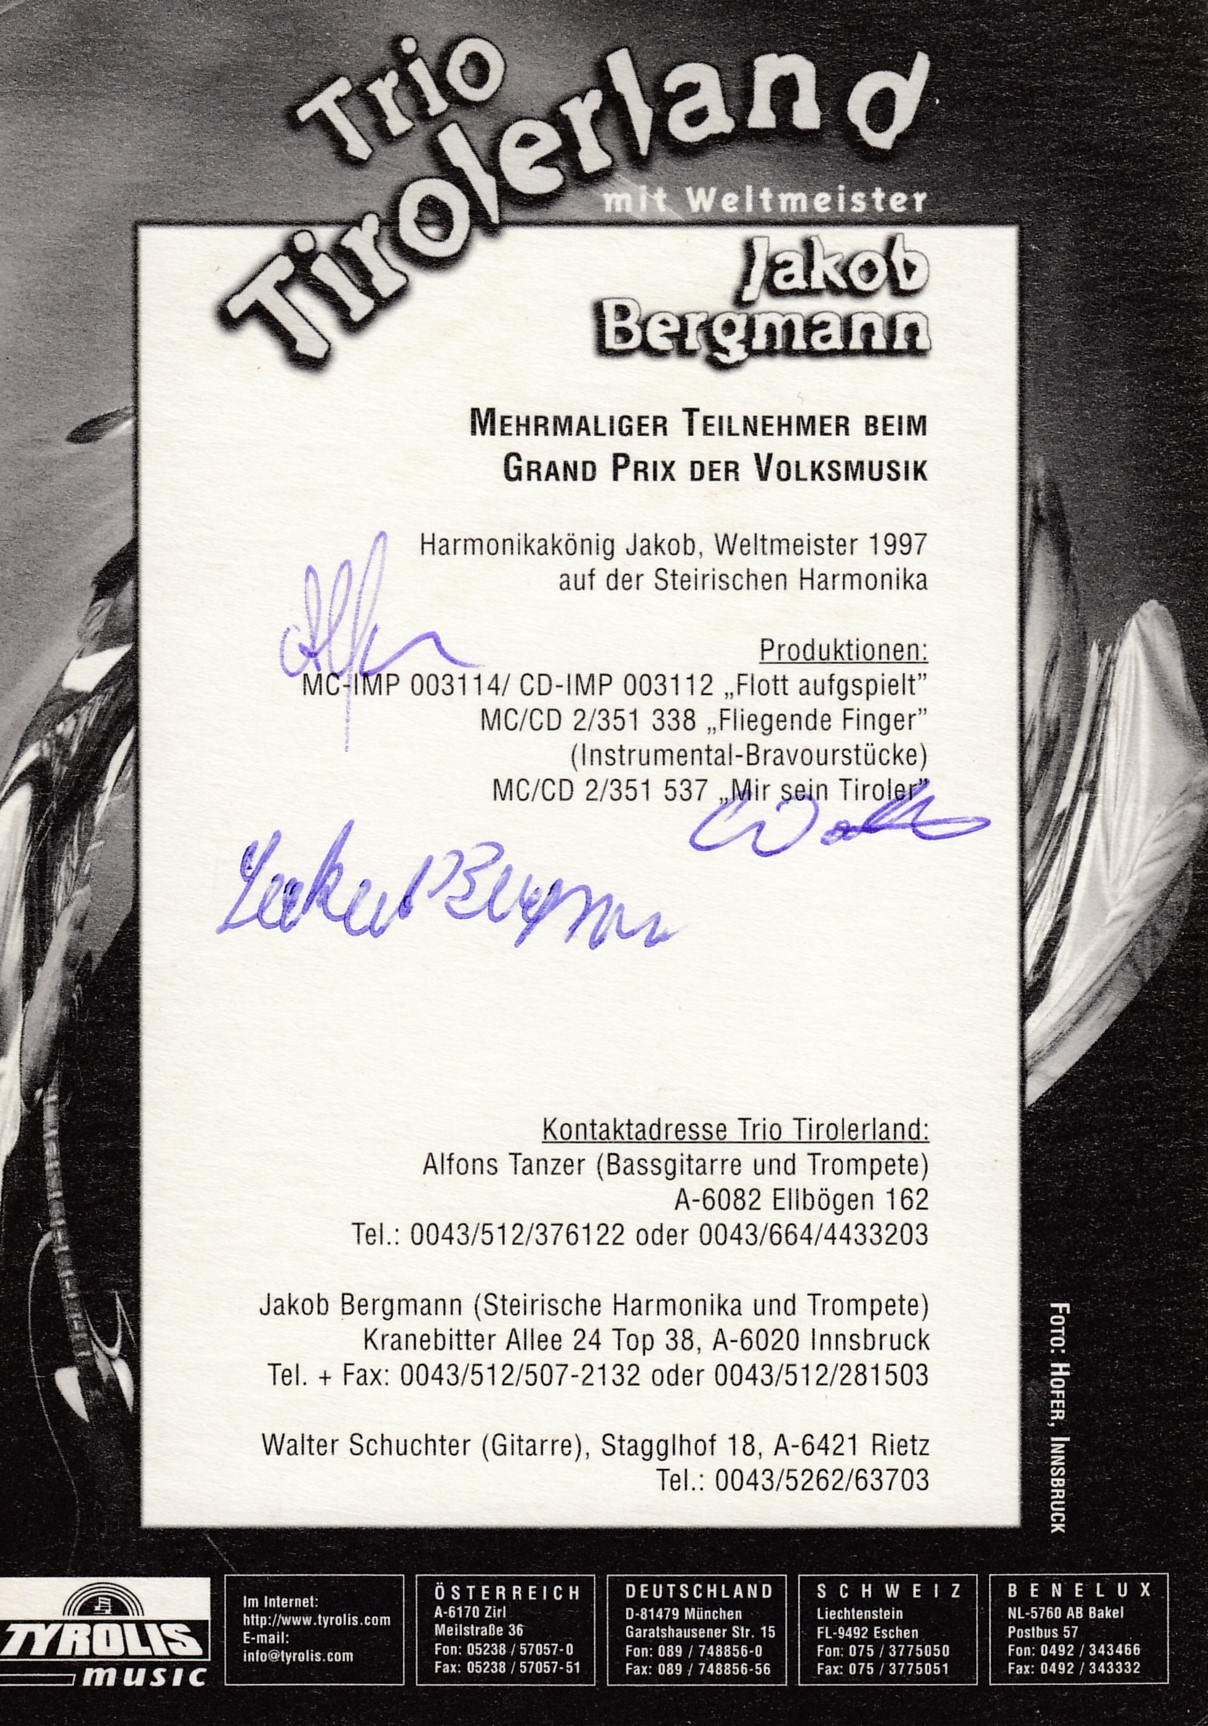 Trio
Tirolerland
mit Weltmeister
Jakob
Bergmann
MEHRMALIGER TEILNEHMER BEIM
GRAND PRIX DER VOLKSMUSIK
Harmonikakönig Jakob, Weltmeister 1997
auf der Steirischen Harmonika
Produktionen:
MC-IMP 003114/ CD-IMP 003112 „Flott aufgspielt”
MC/CD 2/351 338 „Fliegende Finger”
(Instrumental-Bravourstücke)
MC/CD 2/351 537 „Mir sein Tiroler”
Kontaktadresse Trio Tirolerland:
Alfons Tanzer (Bassgitarre und Trompete)
A-6082 Ellbögen 162
Tel.: 0043/512/376122 oder 0043/664/4433203
Jakob Bergmann (Steirische Harmonika und Trompete)
Kranebitter Allee 24 Top 38, A-6020 Innsbruck
Tel. + Fax: 0043/512/507-2132 oder 0043/512/281503
Walter Schuchter (Gitarre), Stagglhof 18, A-6421 Rietz
Tel.: 0043/5262/63703
FOTO: HOFER, INNSBRUCK
TYROLIS
music
Im Internet:
http://www.tyrolis.com
E-mail:
info@tyrolis.com
ÖSTERREICH
A-6170 Zirl
Meilstraße 36
Fon: 05238 / 57057-0
Fax: 05238 / 57057-51
DEUTSCHLAND
D-81479 München
Garatshausener Str. 15
Fon: 089 / 748856-0
Fax: 089 / 748856-56
SCHWEIZ
Liechtenstein
FL-9492 Eschen
Fon: 075 / 3775050
Fax: 075 / 3775051
BENELUX
NL-5760 AB Bakel
Postbus 57
Fon: 0492 / 343466
Fax: 0492 / 343332